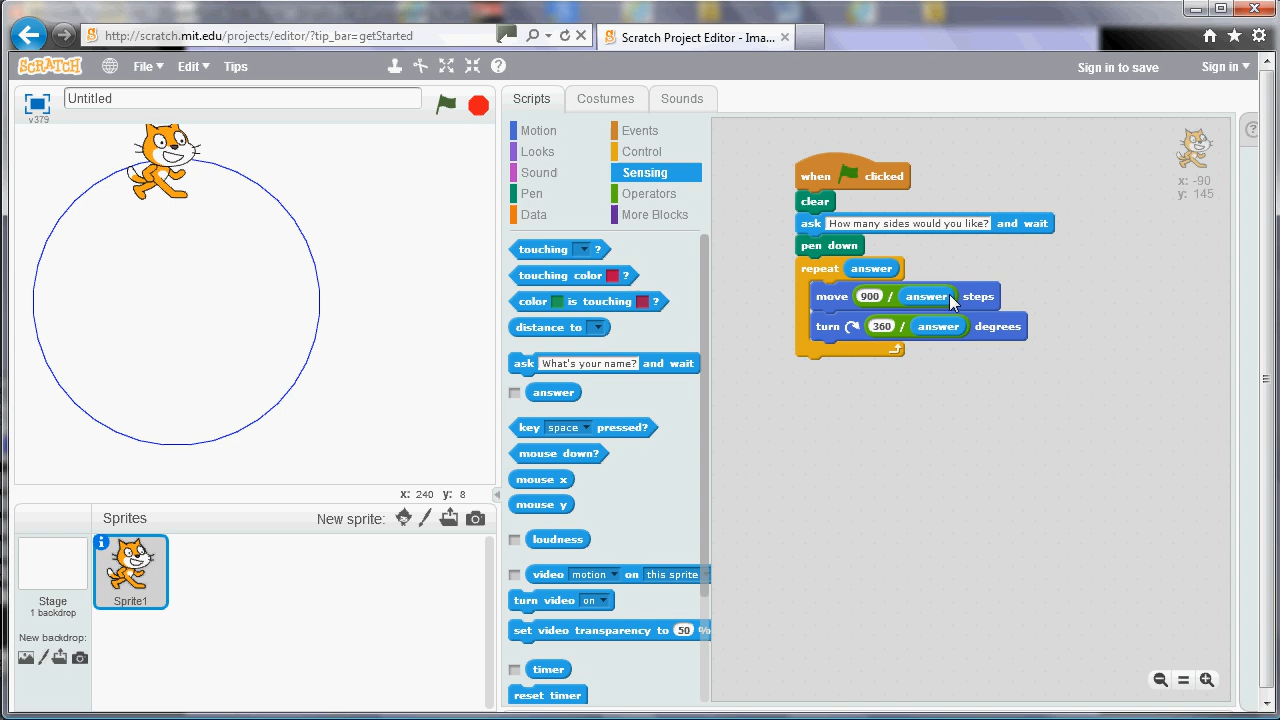 http://scratch.mit.edu/projects/editor/?tip_bar=getStarted
Scratch Project Editor - Ima...
SCRATCH
File
Edit
Tips
Sign in to save
Sign in
Untitled
v379
Scripts
Costumes
Sounds
Motion
Events
Looks
Control
Sound
Sensing
Pen
Operators
Data
More Blocks
touching ?
touching color ?
color is touching ?
distance to
ask What's your name? and wait
answer
key space pressed?
mouse down?
mouse x
mouse y
loudness
video motion on this sprite
turn video on
set video transparency to 50 %
timer
reset timer
when clicked
clear
ask How many sides would you like? and wait
pen down
repeat answer
move 900 / answer steps
turn 360 / answer degrees
x: -90
y: 145
x: 240 y: 8
Sprites
New sprite:
Sprite1
Stage
1 backdrop
New backdrop: